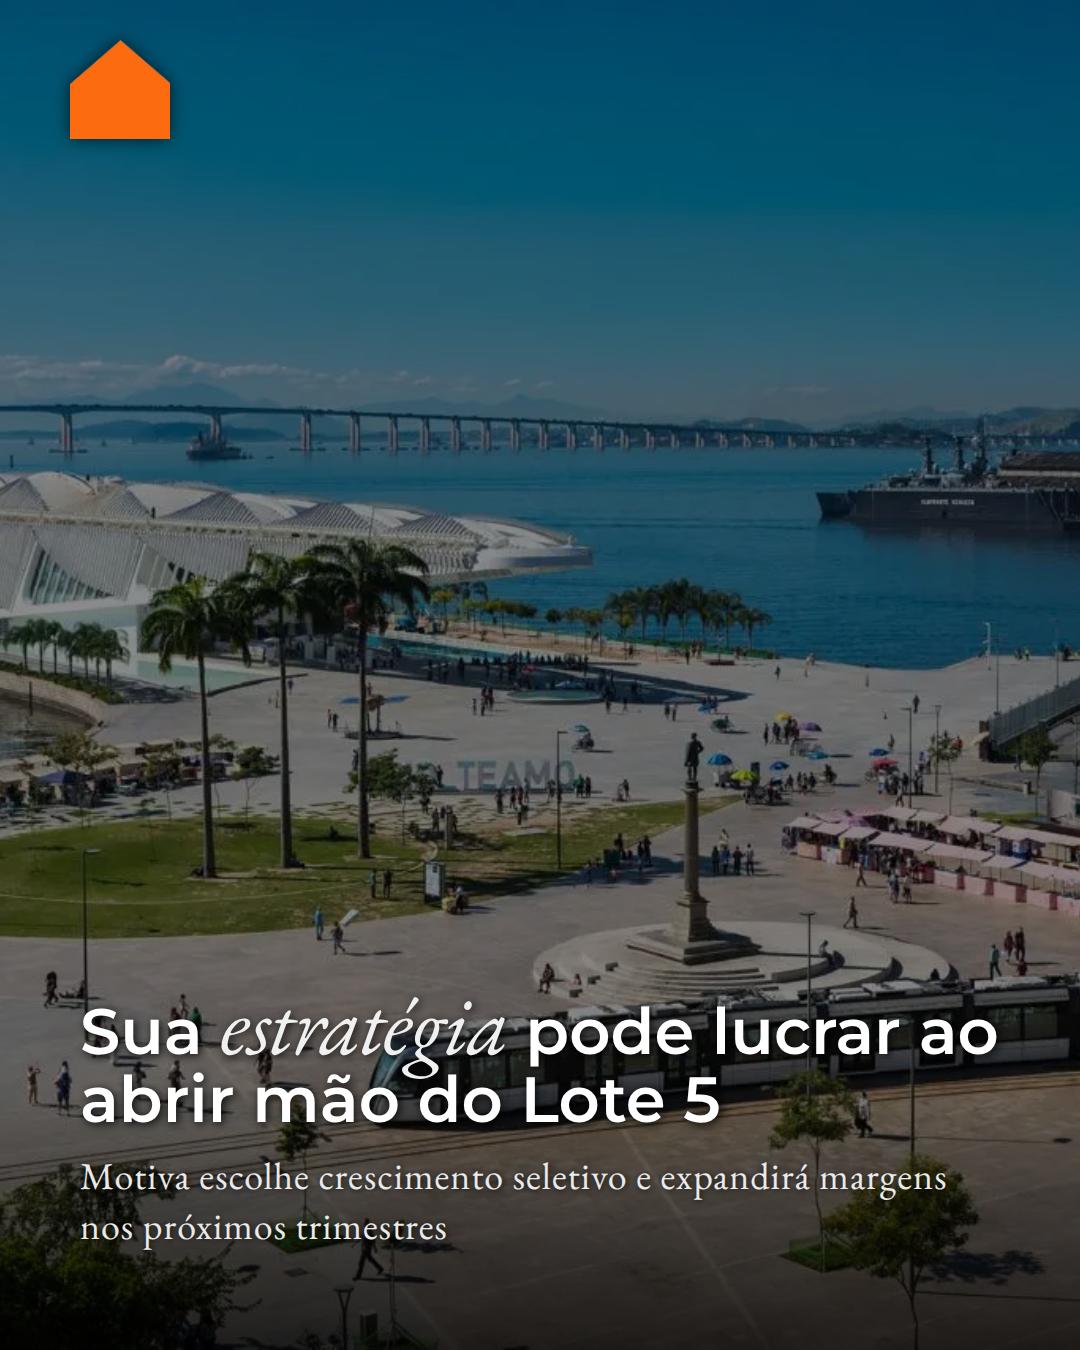 TEAMO
Sua estratégia pode lucrar ao
abrir mão do Lote 5
Motiva escolhe crescimento seletivo e expandirá margens
nos próximos trimestres